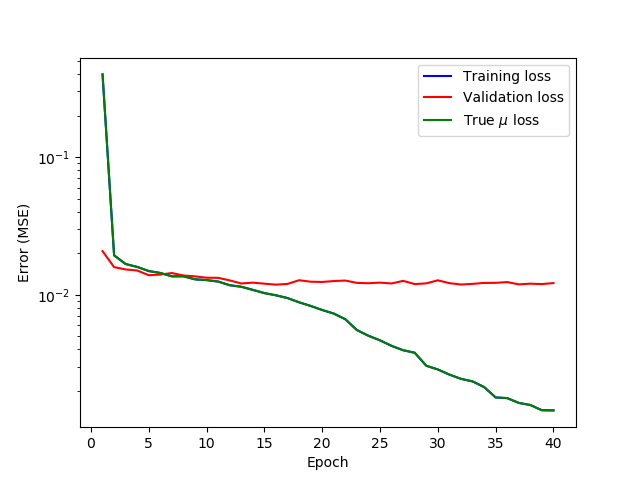 Training loss
Validation loss
True μ loss
10⁻¹
10⁻²
Error (MSE)
0 5 10 15 20 25 30 35 40
Epoch